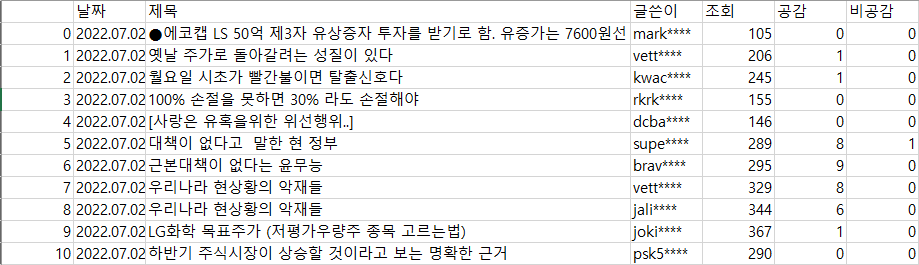 날짜 제목 글쓴이 조회 공감 비공감
0 2022.07.02 ●에코캡 LS 50억 제3자 유상증자 투자를 받기로 함. 유증가는 7600원선 mark**** 105 0 0
1 2022.07.02 옛날 주가로 돌아갈려는 성질이 있다 vett**** 206 1 0
2 2022.07.02 월요일 시초가 빨간불이면 탈출신호다 kwac**** 245 1 0
3 2022.07.02 100% 손절을 못하면 30% 라도 손절해야 rkrk**** 155 0 0
4 2022.07.02 [사랑은 유혹을위한 위선행위..] dcba**** 146 0 0
5 2022.07.02 대책이 없다고  말한 현 정부 supe**** 289 8 1
6 2022.07.02 근본대책이 없다는 윤무능 brav**** 295 9 0
7 2022.07.02 우리나라 현상황의 악재들 vett**** 329 8 0
8 2022.07.02 우리나라 현상황의 악재들 jali**** 344 6 0
9 2022.07.02 LG화학 목표주가 (저평가우량주 종목 고르는법) joki**** 367 1 0
10 2022.07.02 하반기 주식시장이 상승할 것이라고 보는 명확한 근거 psk5**** 290 0 0